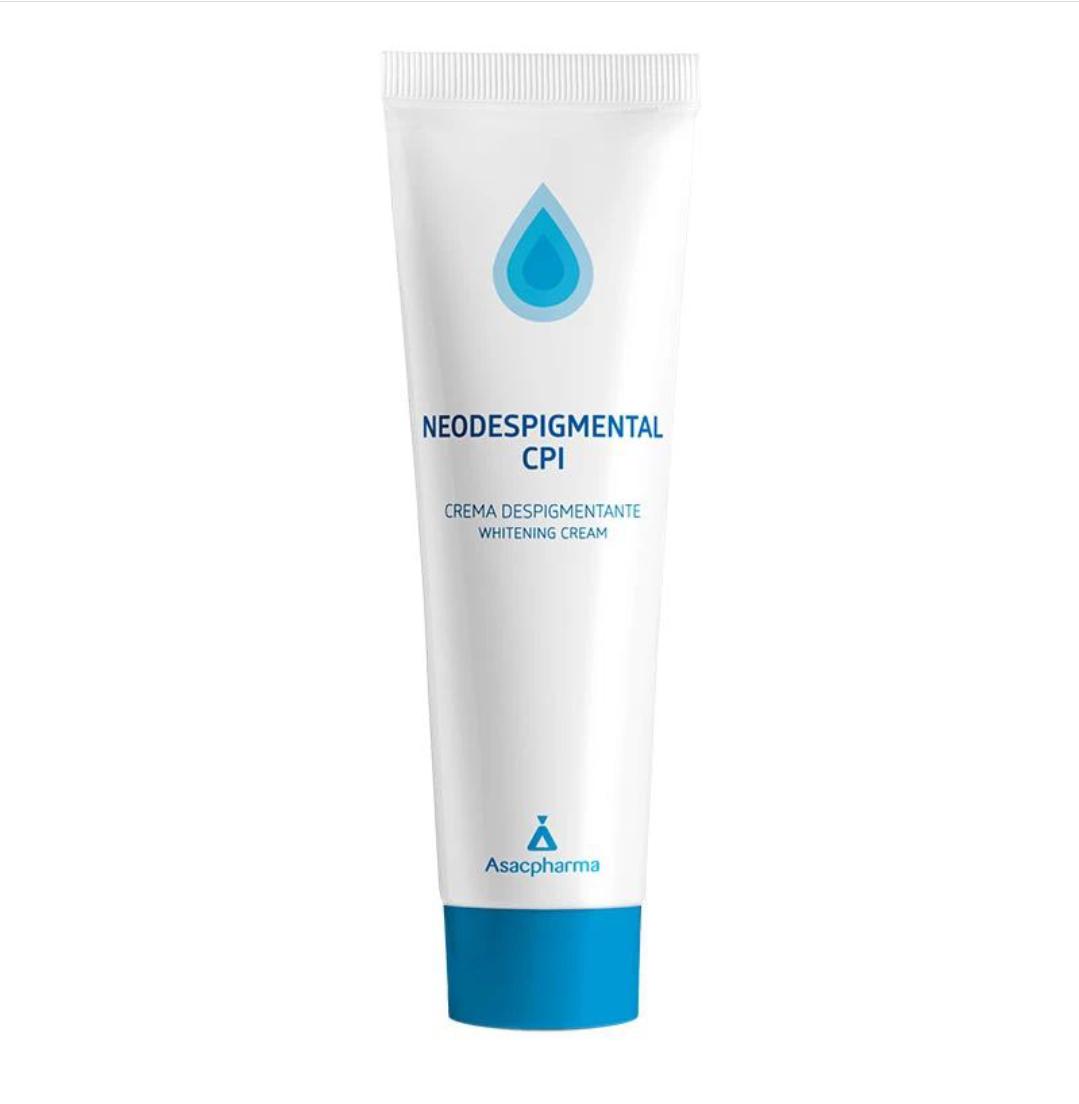 NEODESPIGMENTAL
CPI
CREMA DESPIGMENTANTE
WHITENING CREAM
Asacpharma